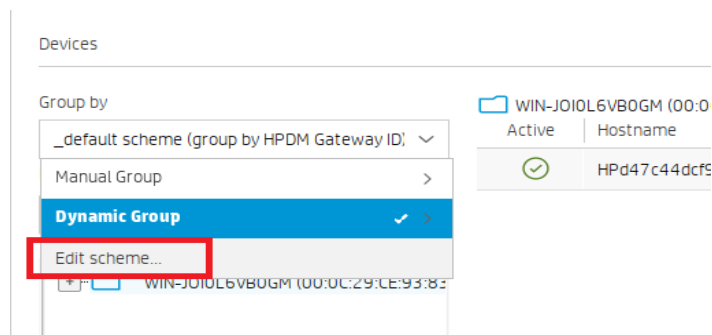 Devices
Group by
_default scheme (group by HPDM Gateway ID)
Manual Group
Dynamic Group
Edit scheme...
WIN-JOI0L6VB0GM (00:0C:29:CE:93:83
WIN-JOI0L6VB0GM (00:0
Active Hostname
HPd47c44dcf9